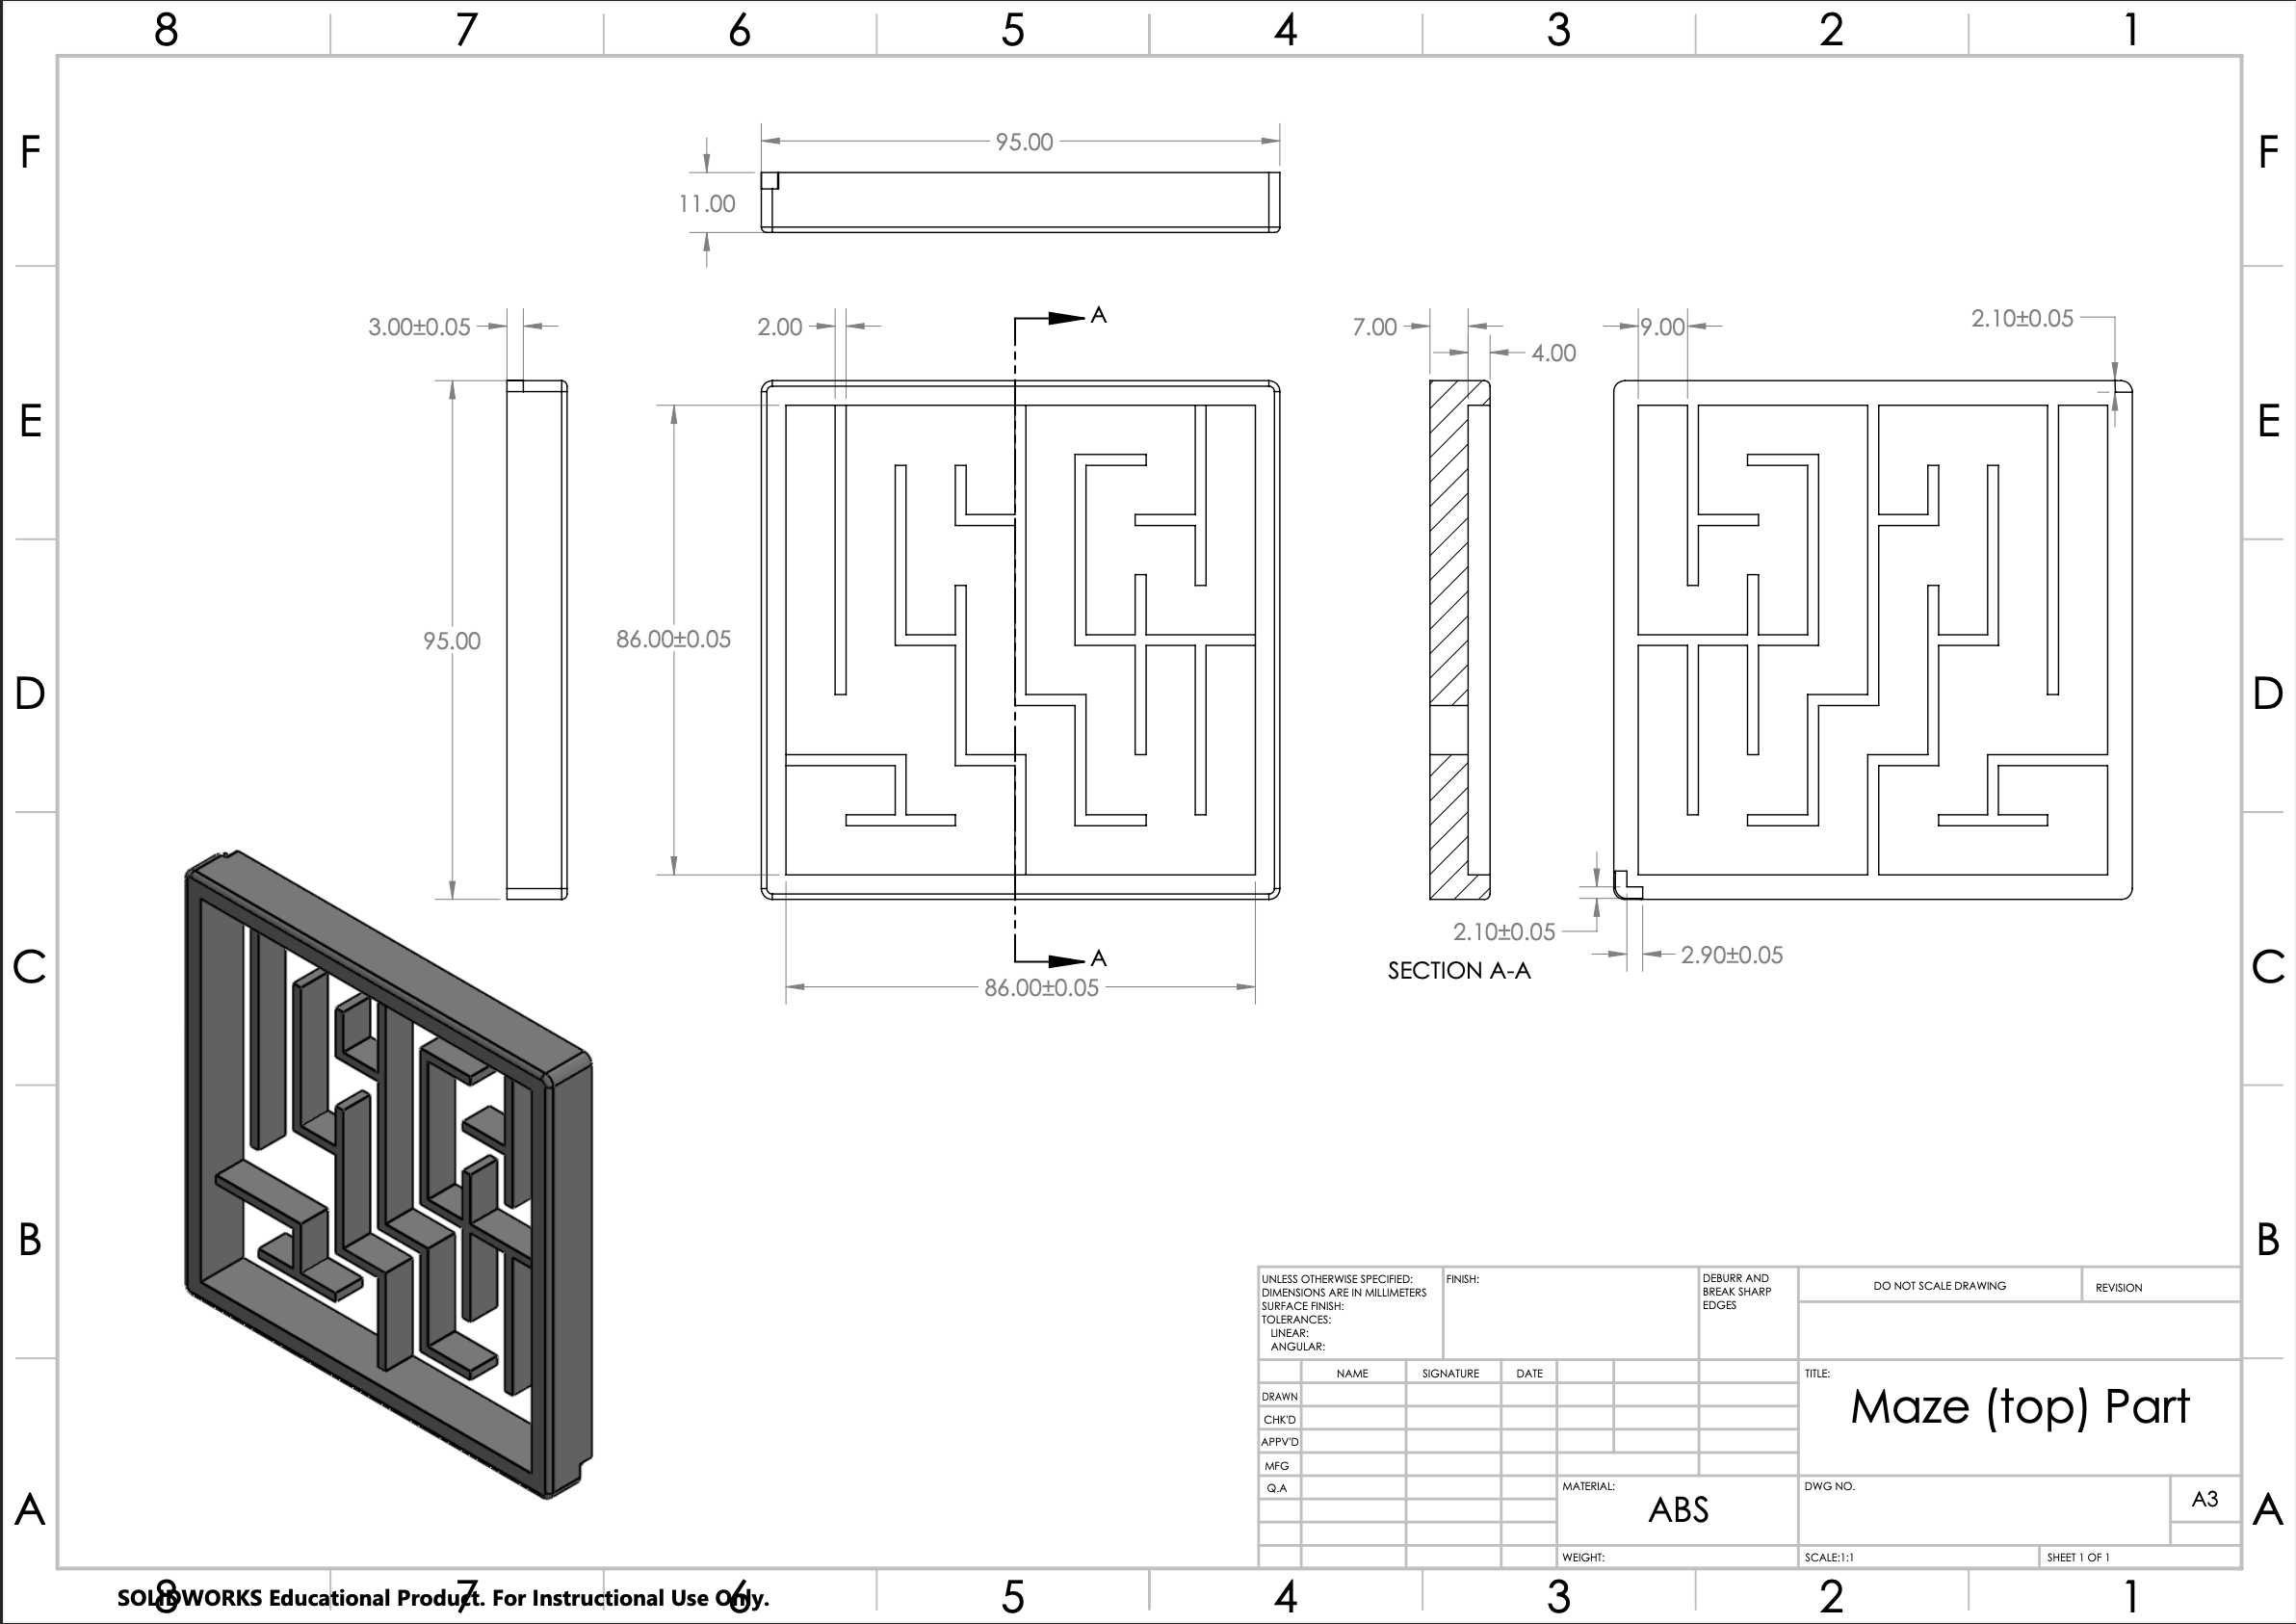 8 7 6 5 4 3 2 1
F F
95.00
11.00
3.00±0.05 2.00 A 7.00 9.00 2.10±0.05
4.00
E E
95.00 86.00±0.05
D D
2.10±0.05
2.90±0.05
A
SECTION A-A
86.00±0.05
C C
B B
UNLESS OTHERWISE SPECIFIED:
DIMENSIONS ARE IN MILLIMETERS
SURFACE FINISH:
TOLERANCES:
LINEAR:
ANGULAR:
FINISH:
DEBURR AND
BREAK SHARP
EDGES
DO NOT SCALE DRAWING
REVISION
NAME SIGNATURE DATE
DRAWN
CHK'D
APPV'D
MFG
Q.A
TITLE:
Maze (top) Part
MATERIAL:
ABS
DWG NO.
A3
WEIGHT:
SCALE:1:1
SHEET 1 OF 1
A A
SOLIDWORKS Educational Product. For Instructional Use Only.
8 7 6 5 4 3 2 1